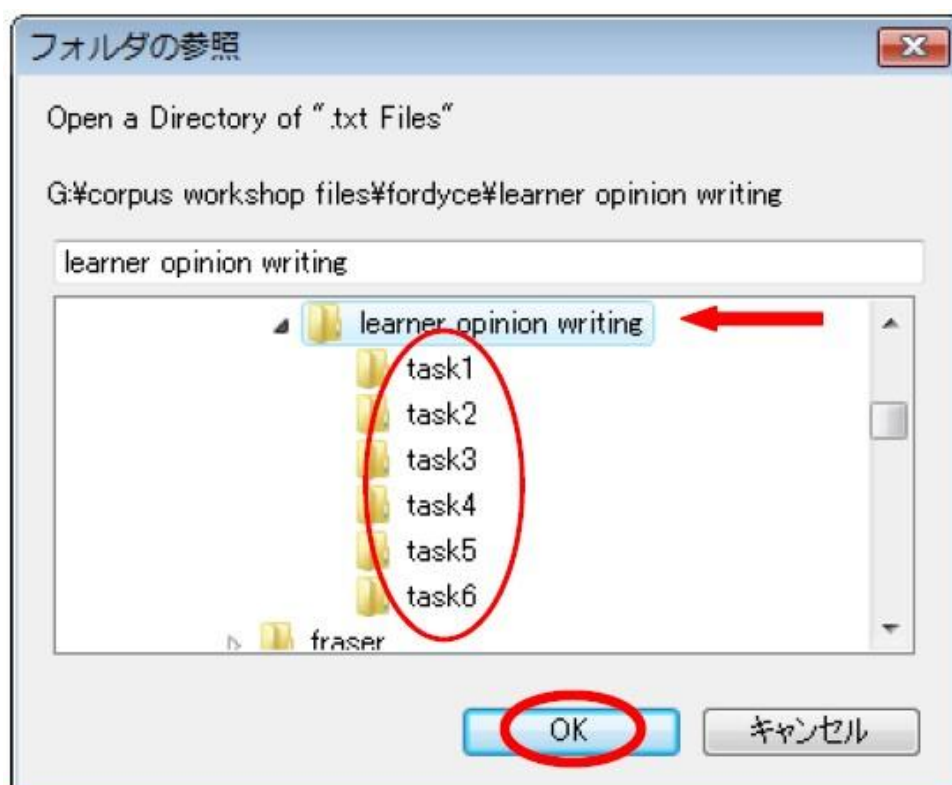 フォルダの参照
Open a Directory of ".txt Files"
G:¥corpus workshop files¥fordyce¥learner opinion writing
learner opinion writing
learner opinion writing
task1
task2
task3
task4
task5
task6
fraser
OK キャンセル